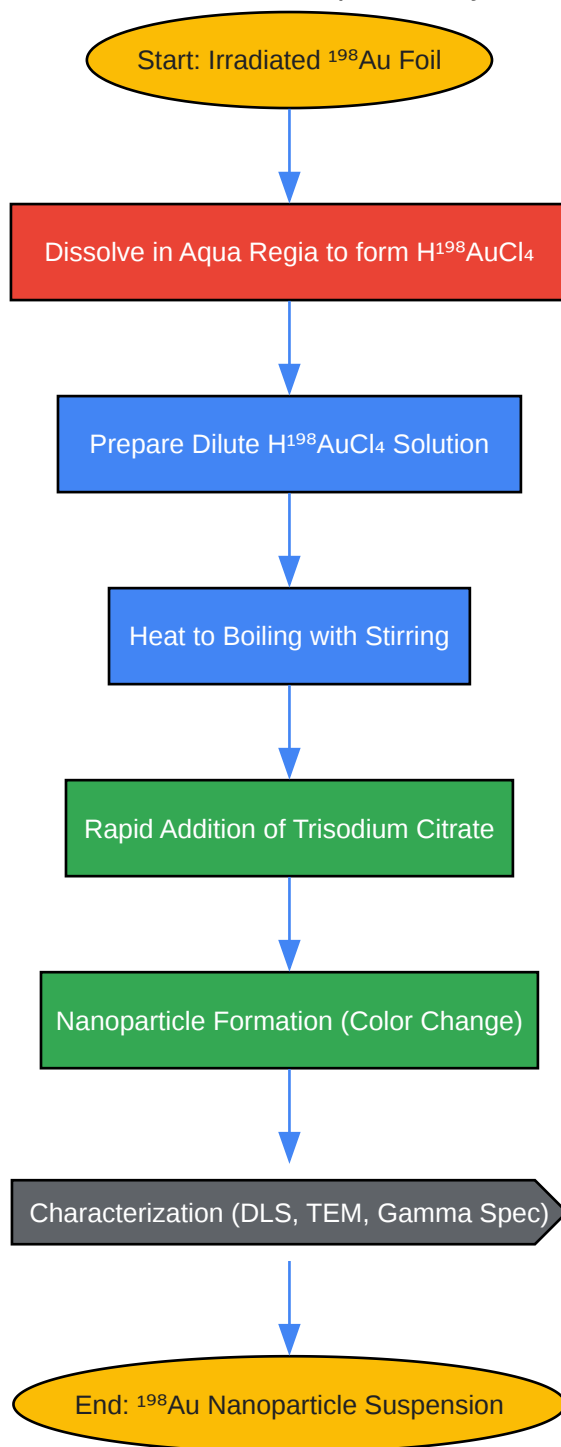 Start: Irradiated ¹⁹⁸Au Foil
Dissolve in Aqua Regia to form H¹⁹⁸AuCl₄
Prepare Dilute H¹⁹⁸AuCl₄ Solution
Heat to Boiling with Stirring
Rapid Addition of Trisodium Citrate
Nanoparticle Formation (Color Change)
Characterization (DLS, TEM, Gamma Spec)
End: ¹⁹⁸Au Nanoparticle Suspension